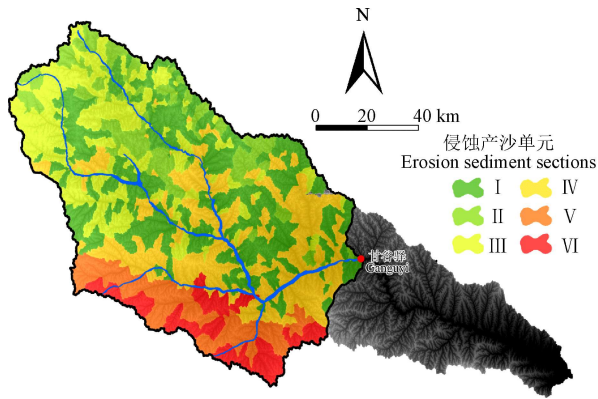 N
0 20 40 km
侵蚀产沙单元
Erosion sediment sections
I IV
II V
III VI
甘谷驿
Ganguyi